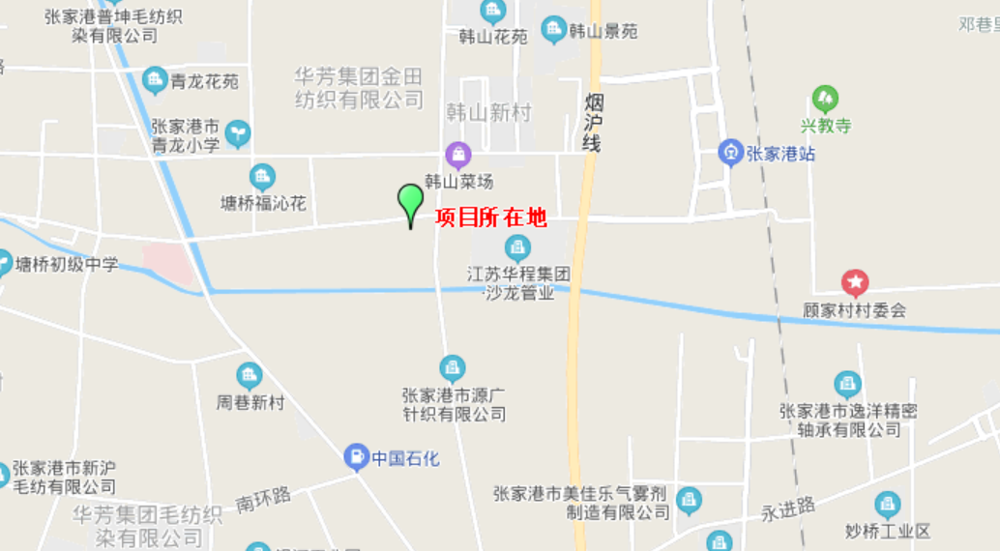 张家港普坤毛纺织
染有限公司
韩山花苑
韩山景苑
邓巷里
路
青龙花苑
华芳集团金田
纺织有限公司
韩山新村
烟沪线
兴教寺
张家港市
青龙小学
张家港站
韩山菜场
塘桥福沁花
项目所在地
塘桥初级中学
江苏华程集团
·沙龙管业
顾家村村委会
周巷新村
张家港市源广
针织有限公司
张家港市逸洋精密
轴承有限公司
中国石化
张家港市新沪
毛纺有限公司
南环路
华芳集团毛纺织
染有限公司
张家港市美佳乐气雾剂
制造有限公司
永进路
妙桥工业区